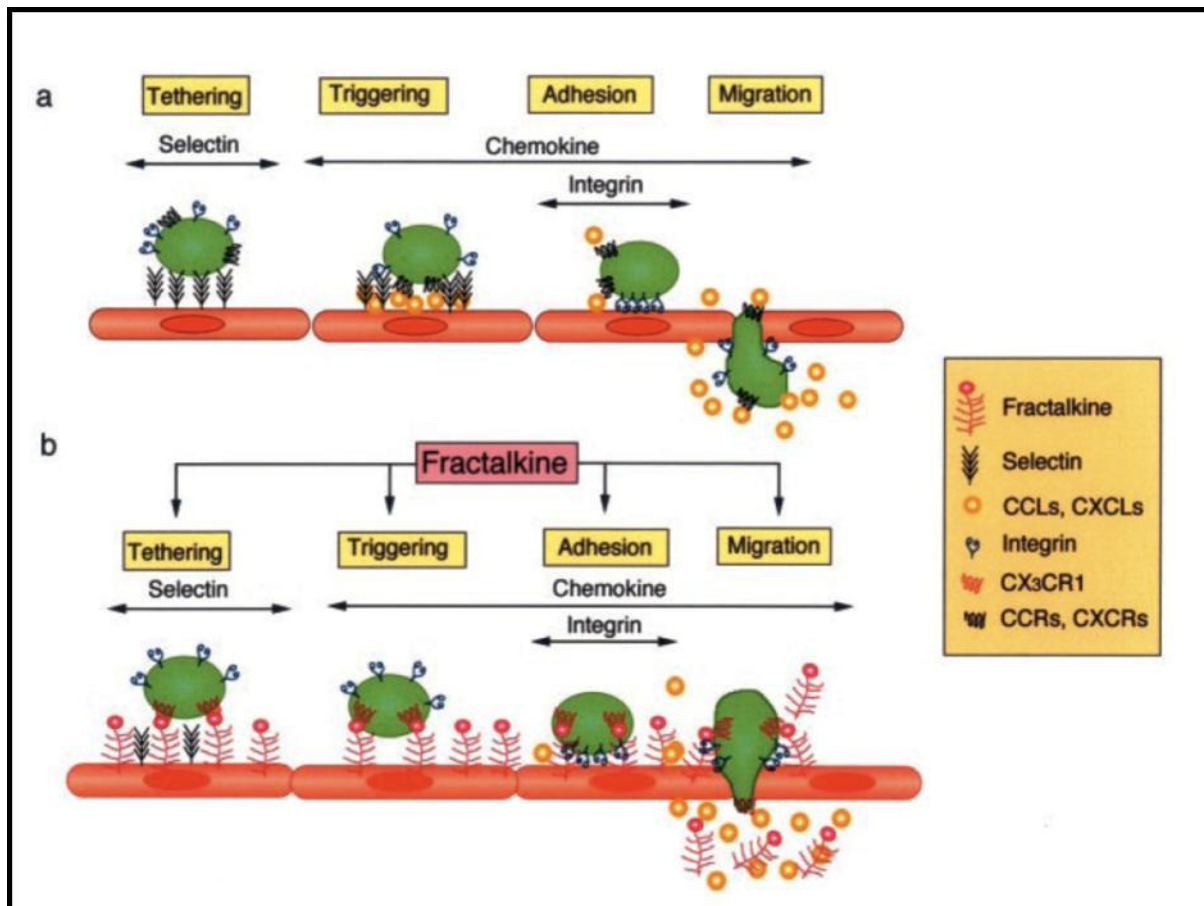 a
Tethering Triggering Adhesion Migration
Selectin Chemokine
Integrin
b
Fractalkine
Tethering Triggering Adhesion Migration
Selectin Chemokine
Integrin
Fractalkine
Selectin
CCLs, CXCLs
Integrin
CX3CR1
CCRs, CXCRs